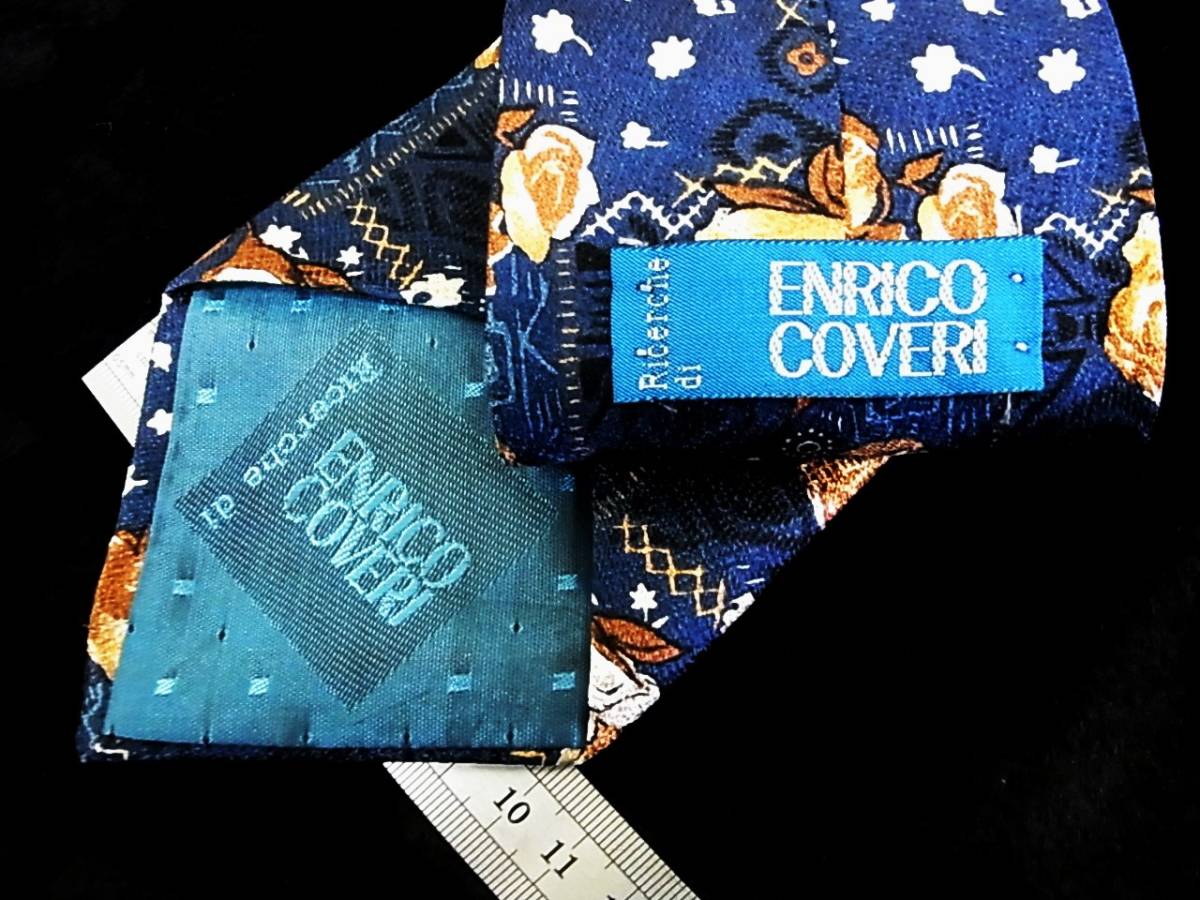 Ricerche
di
ENRICO
COVERI
Ricerche di
ENRICO
COVERI
10
11